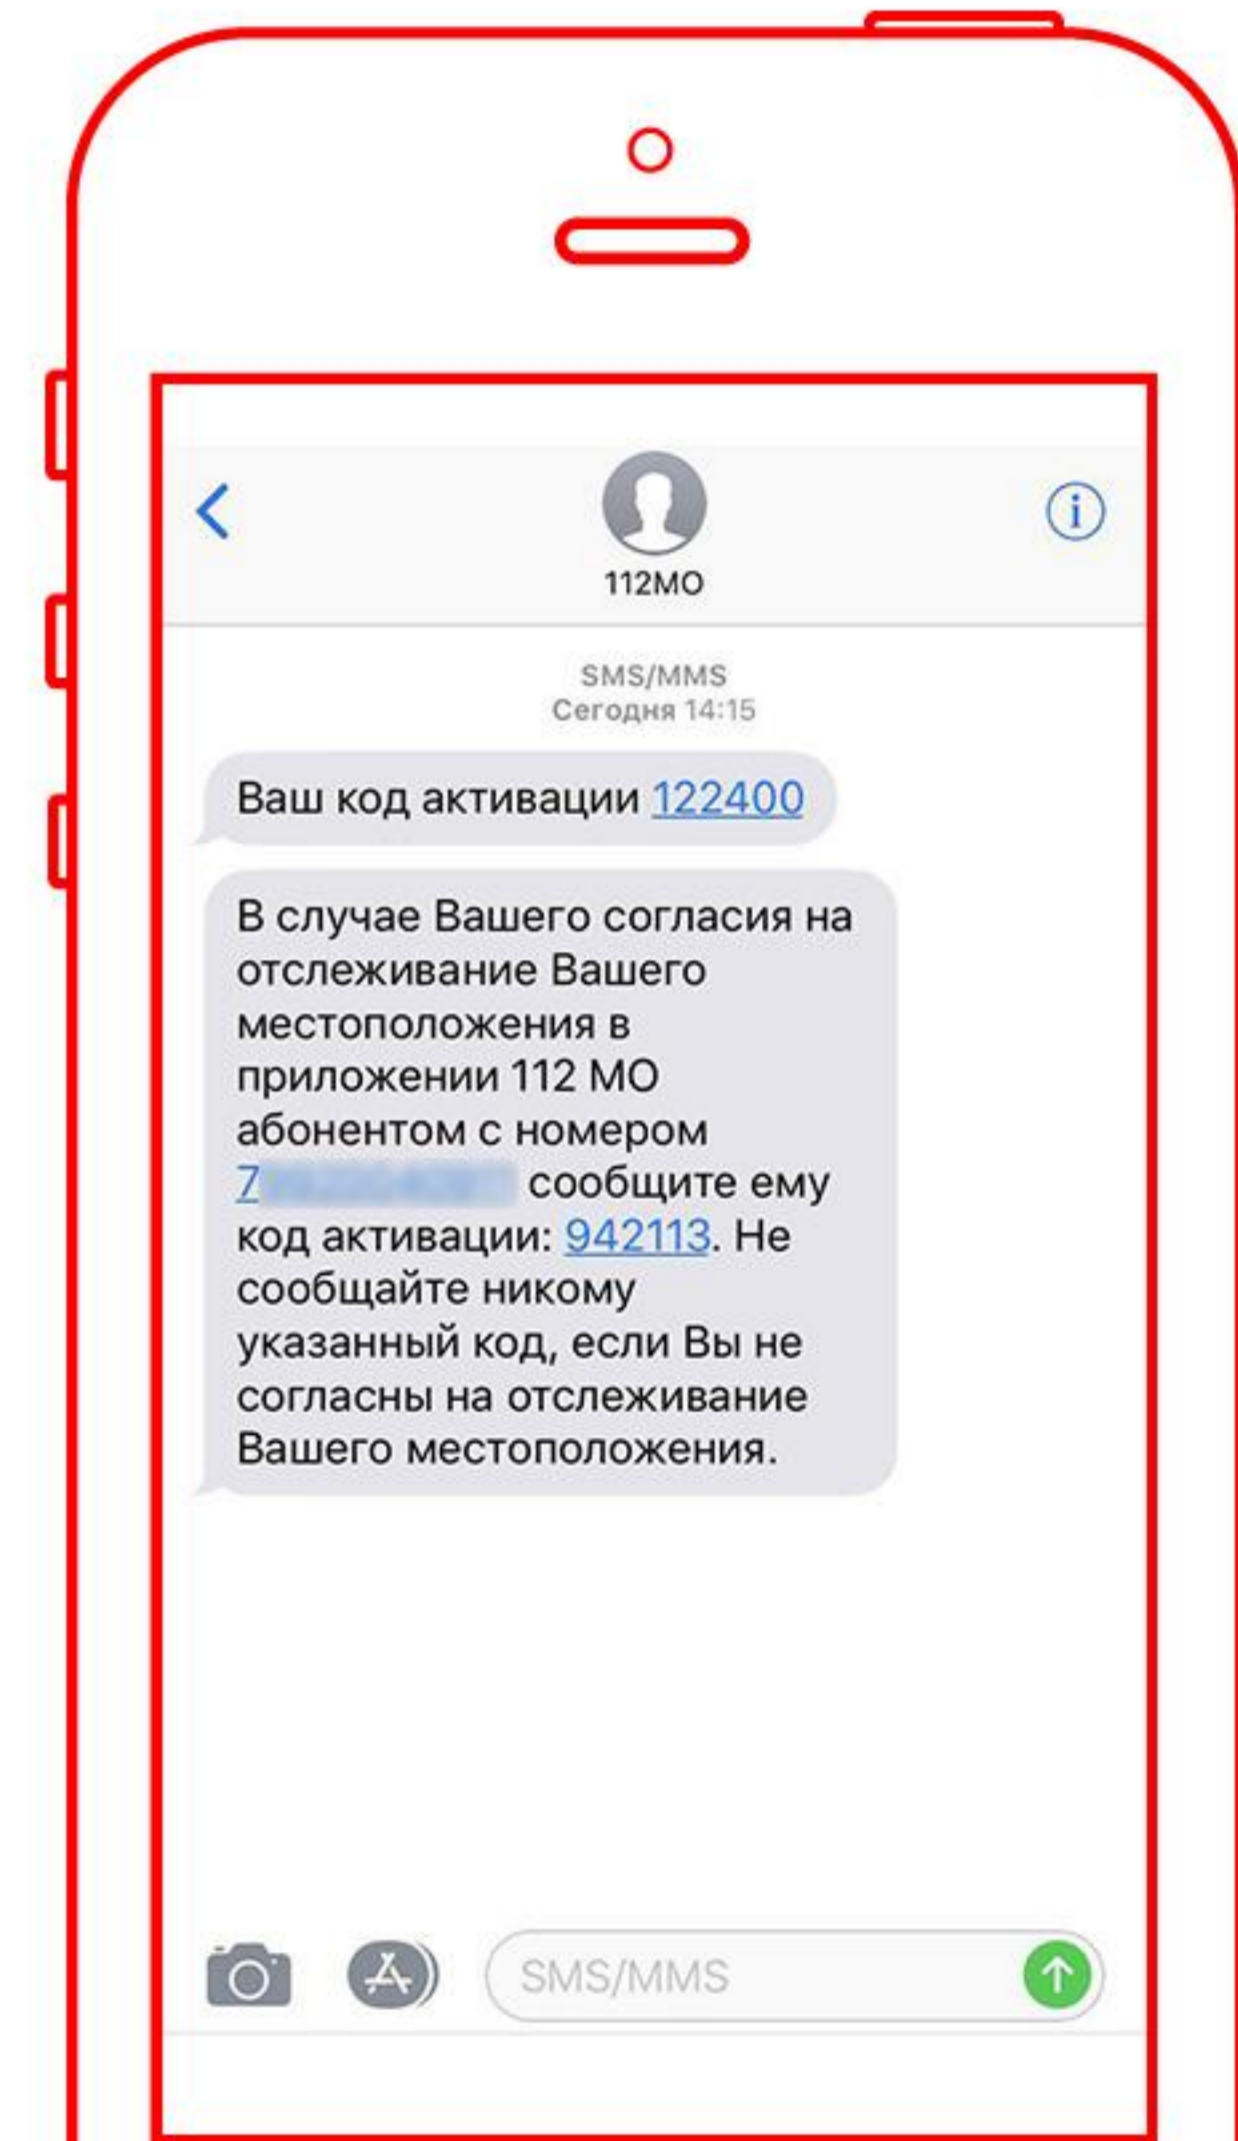 112МО
SMS/MMS
Сегодня 14:15
Ваш код активации 122400
В случае Вашего согласия на
отслеживание Вашего
местоположения в
приложении 112 МО
абонентом с номером
7 сообщите ему
код активации: 942113. Не
сообщайте никому
указанный код, если Вы не
согласны на отслеживание
Вашего местоположения.
SMS/MMS